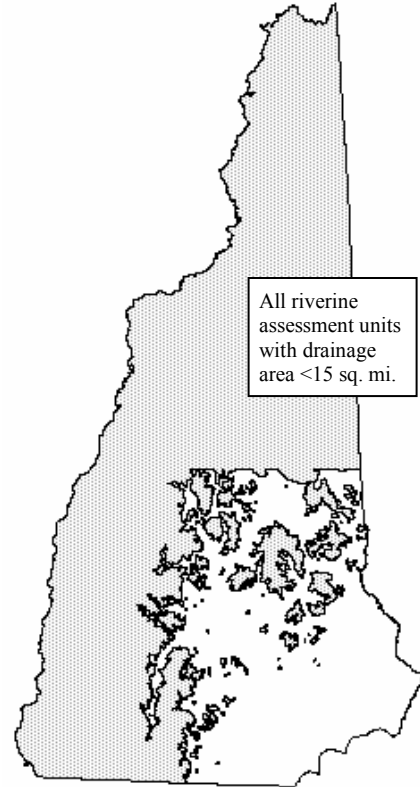 All riverine
assessment units
with drainage
area <15 sq. mi.